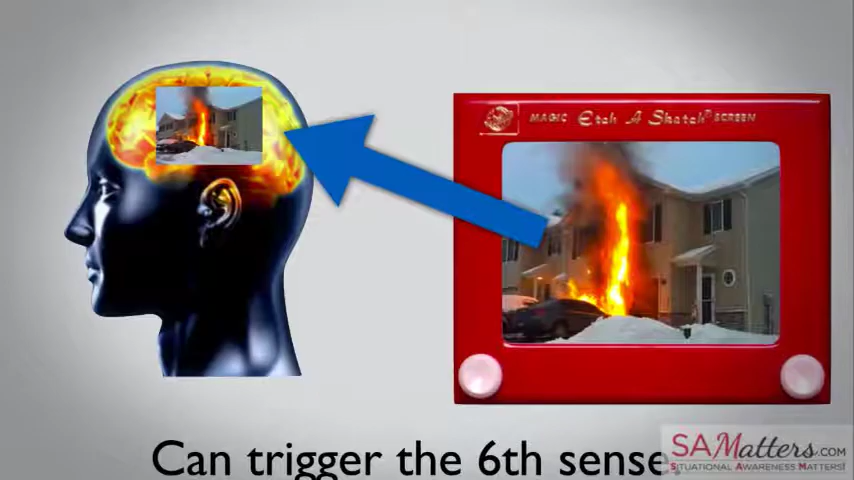 MAGIC Etch A Sketch® SCREEN
Can trigger the 6th sense.
SAMatters.COM
SITUATIONAL AWARENESS MATTERS!